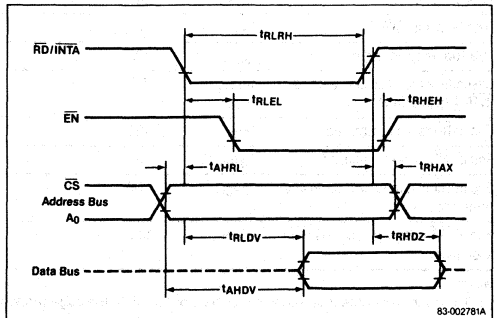 tRLRH
RD/INTA
tRLEL
tRHEH
EN
tAHRL
tRHAX
CS
Address Bus
A0
tRLDV
tRHDZ
Data Bus
tAHDV
83-002781A